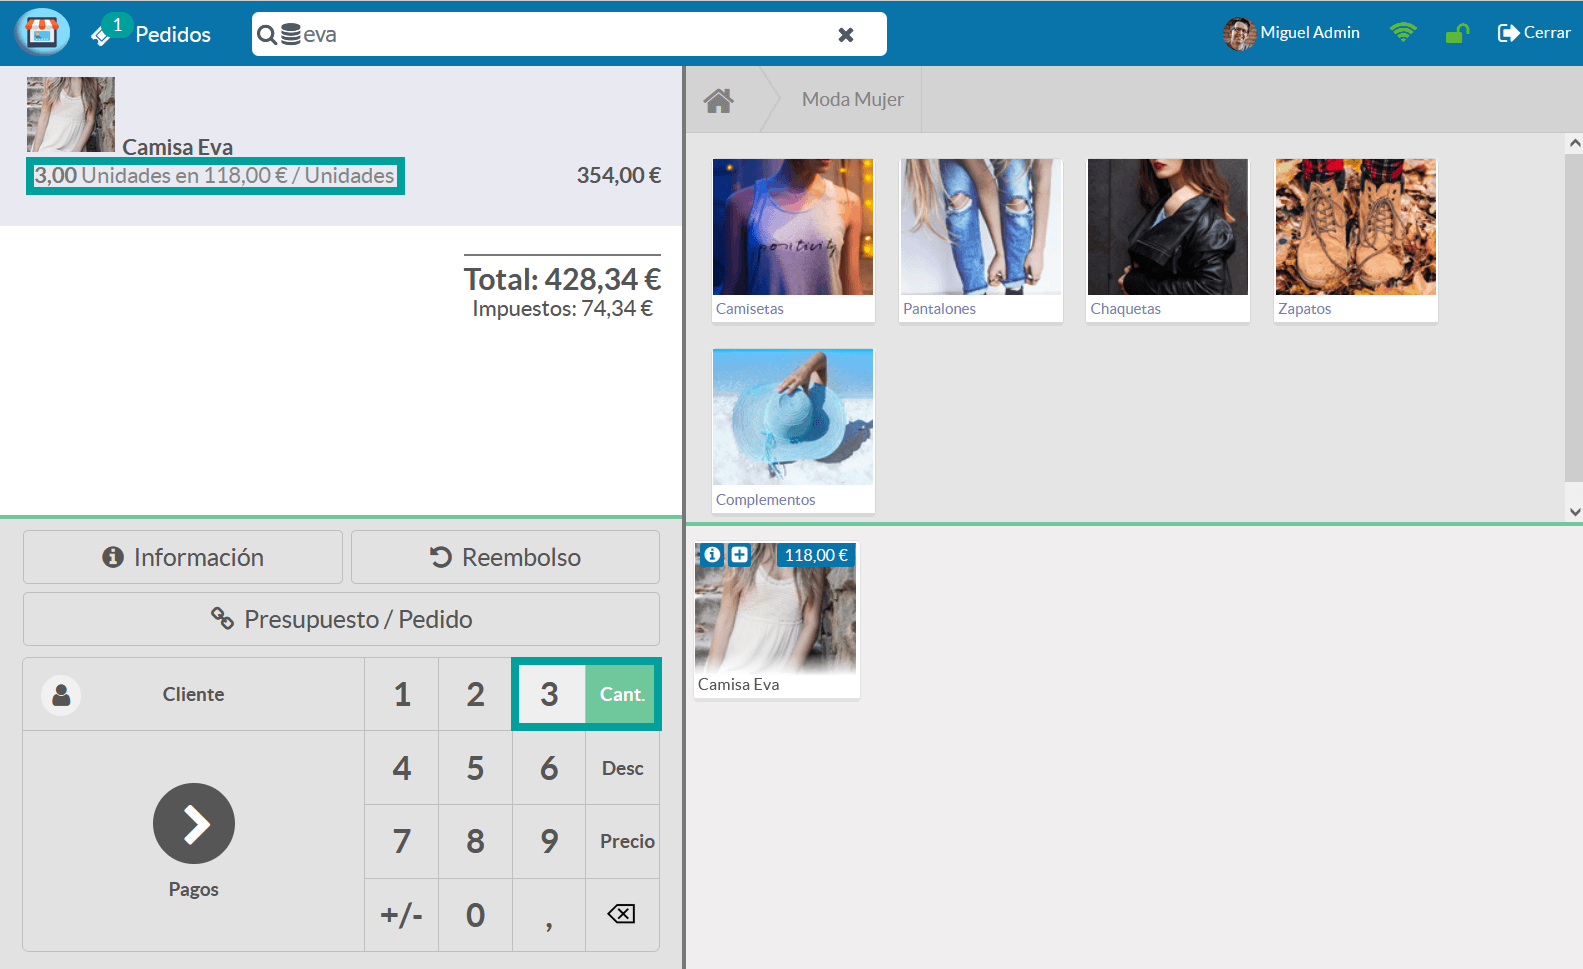 1
Pedidos
eva
Miguel Admin
Cerrar
Camisa Eva
3,00 Unidades en 118,00 € / Unidades
354,00 €
Total: 428,34 €
Impuestos: 74,34 €
Moda Mujer
positivity
Camisetas
Pantalones
Chaquetas
Zapatos
Complementos
Información
Reembolso
Presupuesto / Pedido
Cliente
1 2 3 Cant.
4 5 6 Desc
7 8 9 Precio
+/- 0 ,
Pagos
118,00 €
Camisa Eva